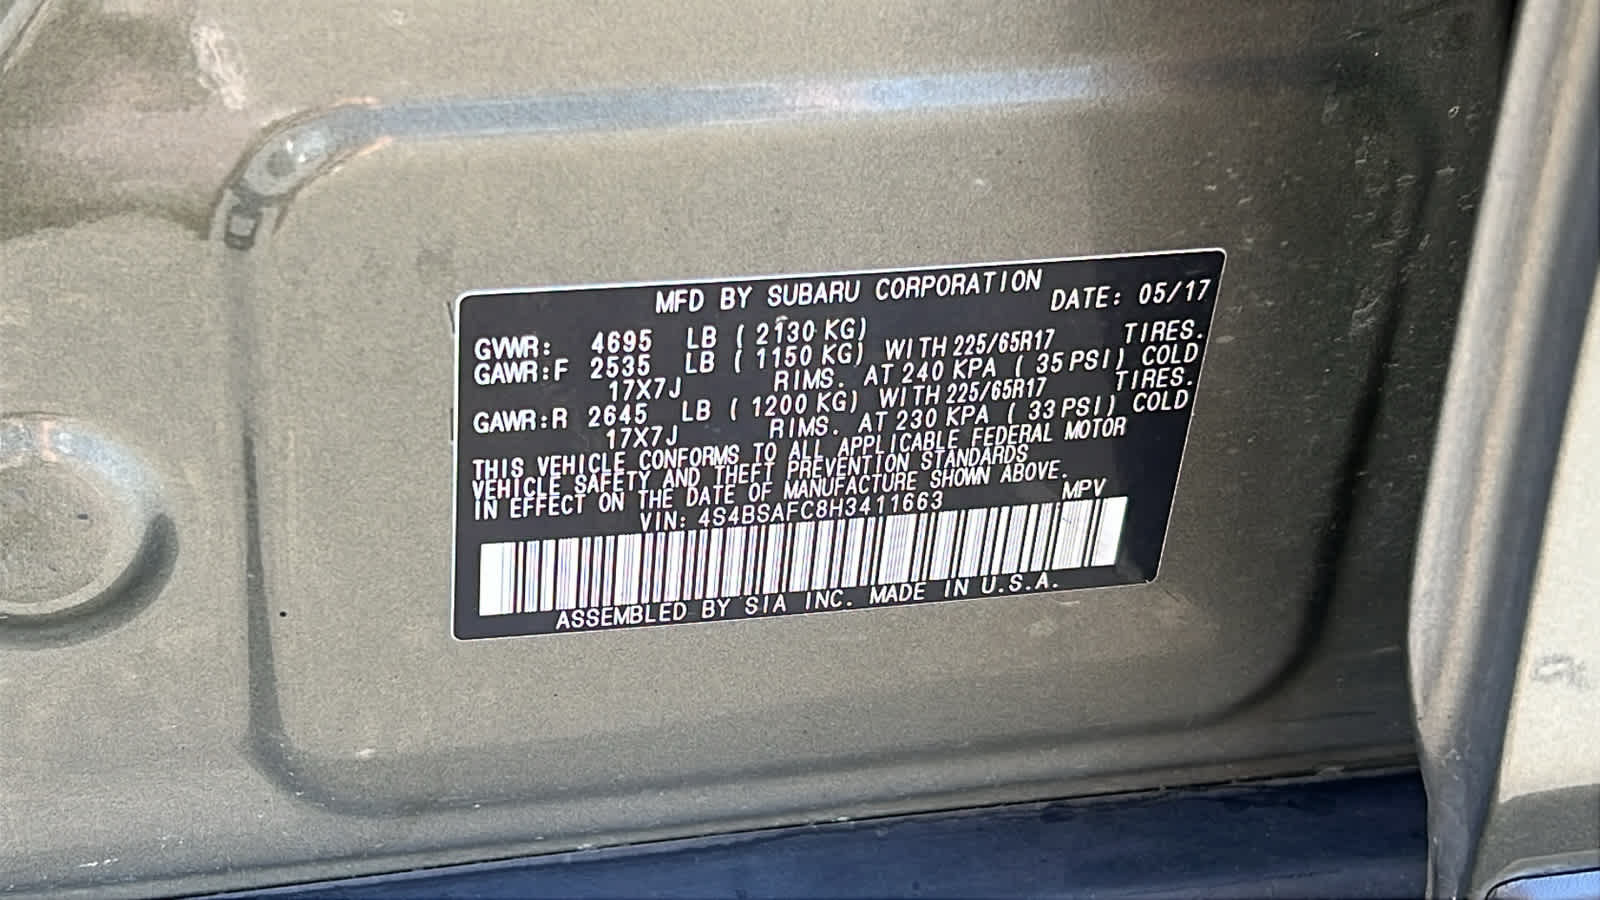 MFD BY SUBARU CORPORATION DATE: 05/17
GVWR: 4695 LB ( 2130 KG)
GAWR:F 2535 LB ( 1150 KG) WITH 225/65R17 TIRES.
17X7J RIMS. AT 240 KPA ( 35 PSI) COLD
GAWR:R 2645 LB ( 1200 KG) WITH 225/65R17 TIRES.
17X7J RIMS. AT 230 KPA ( 33 PSI) COLD
THIS VEHICLE CONFORMS TO ALL APPLICABLE FEDERAL MOTOR
VEHICLE SAFETY AND THEFT PREVENTION STANDARDS
IN EFFECT ON THE DATE OF MANUFACTURE SHOWN ABOVE.
VIN: 4S4BSAFC8H3411663 MPV
ASSEMBLED BY SIA INC. MADE IN U.S.A.